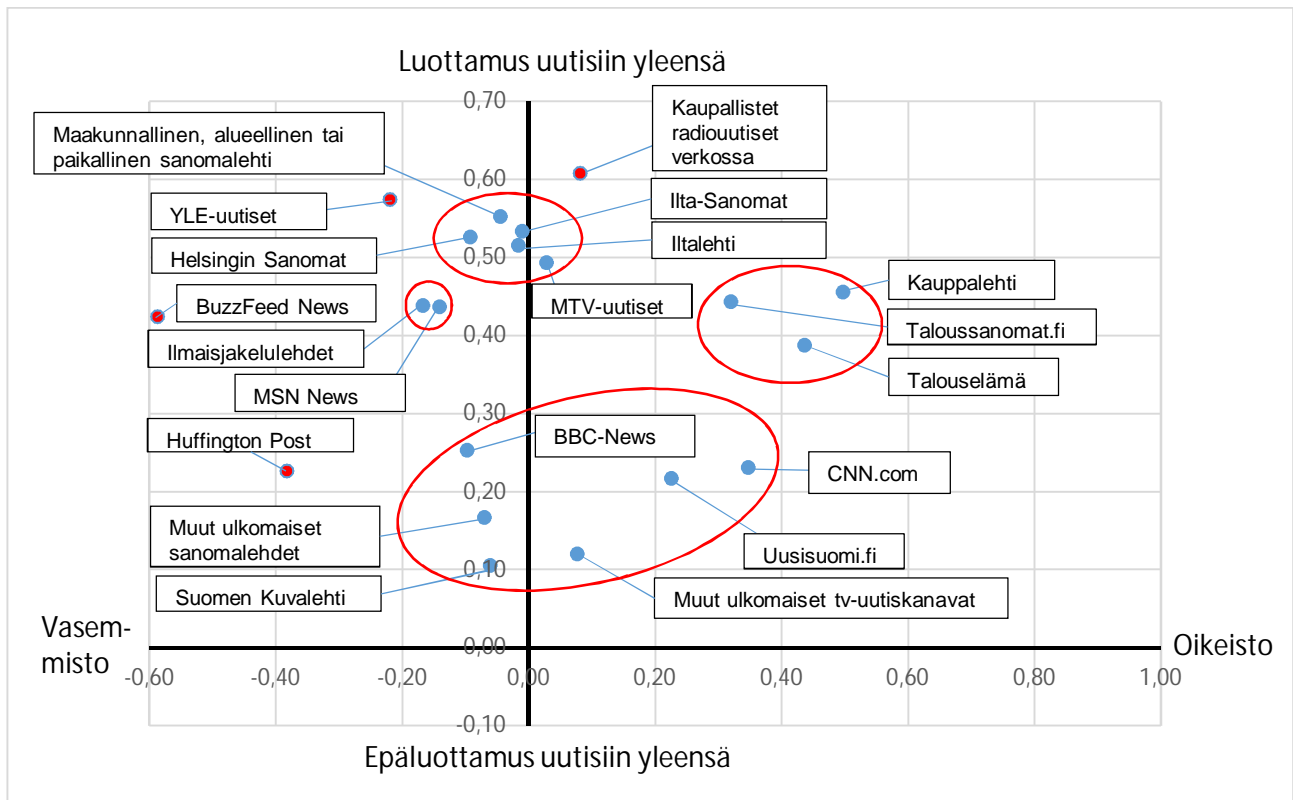 Luottamus uutisiin yleensä
0,70
Maakunnallinen, alueellinen tai
paikallinen sanomalehti
Kaupallistet
radiouutiset
verkossa
0,60
YLE-uutiset
Ilta-Sanomat
Helsingin Sanomat
0,50
Iltalehti
BuzzFeed News
MTV-uutiset
Kauppalehti
0,40
Ilmaisjakelulehdet
Taloussanomat.fi
MSN News
Talouselämä
0,30
Huffington Post
BBC-News
CNN.com
0,20
Muut ulkomaiset
sanomalehdet
Uusisuomi.fi
0,10
Suomen Kuvalehti
Muut ulkomaiset tv-uutiskanavat
Vasem-
mmisto
0,00
Oikeisto
-0,60 -0,40 -0,20 0,00 0,20 0,40 0,60 0,80 1,00
-0,10
Epäluottamus uutisiin yleensä